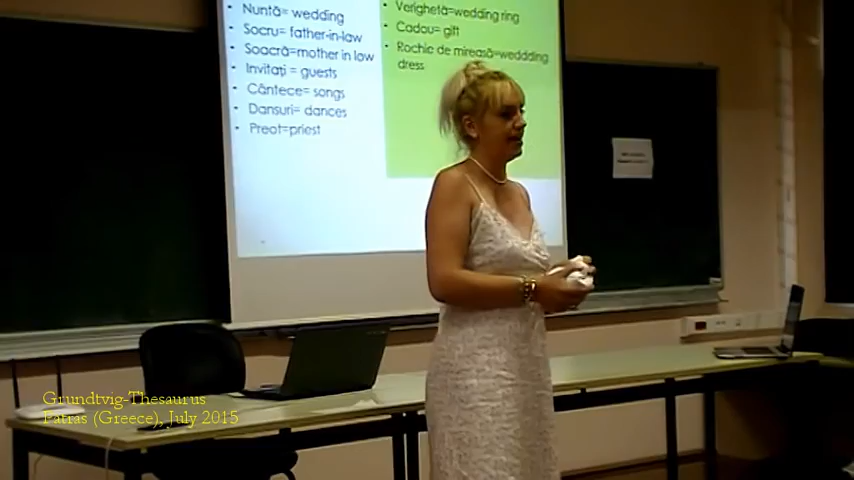 • Nuntă= wedding
• Socru= father-in-law
• Soacră=mother in law
• Invitaţi = guests
• Cântece= songs
• Dansuri= dances
• Preot=priest
• Verighetă=wedding ring
• Cadou= gift
• Rochie de mireasă=weddding
dress
Grundtvig-Thesaurus
Patras (Greece), July 2015